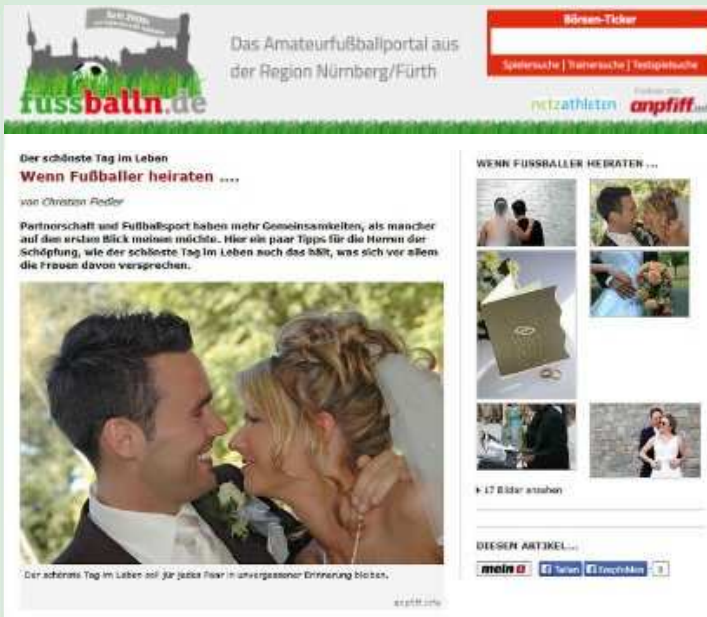 Seit 2006
fussballn.de
Das Amateurfußballportal aus
der Region Nürnberg/Fürth
Börsen-Ticker
Spielersuche | Trainersuche | Testspielsuche
netzathleten
anpfiff.info
Der schönste Tag im Leben
Wenn Fußballer heiraten ....
von Christian Fiedler
Partnerschaft und Fußballsport haben mehr Gemeinsamkeiten, als mancher
auf den ersten Blick meinen möchte. Hier ein paar Tipps für die Herren der
Schöpfung, wie der schönste Tag im Leben auch das hält, was sich vor allem
die Frauen davon versprechen.
Der schönste Tag im Leben soll für jedes Paar in unvergessener Erinnerung bleiben.
anpfiff.info
WENN FUSSBALLER HEIRATEN ...
17 Bilder ansehen
DIESEN ARTIKEL...
mein
Teilen
Empfehlen